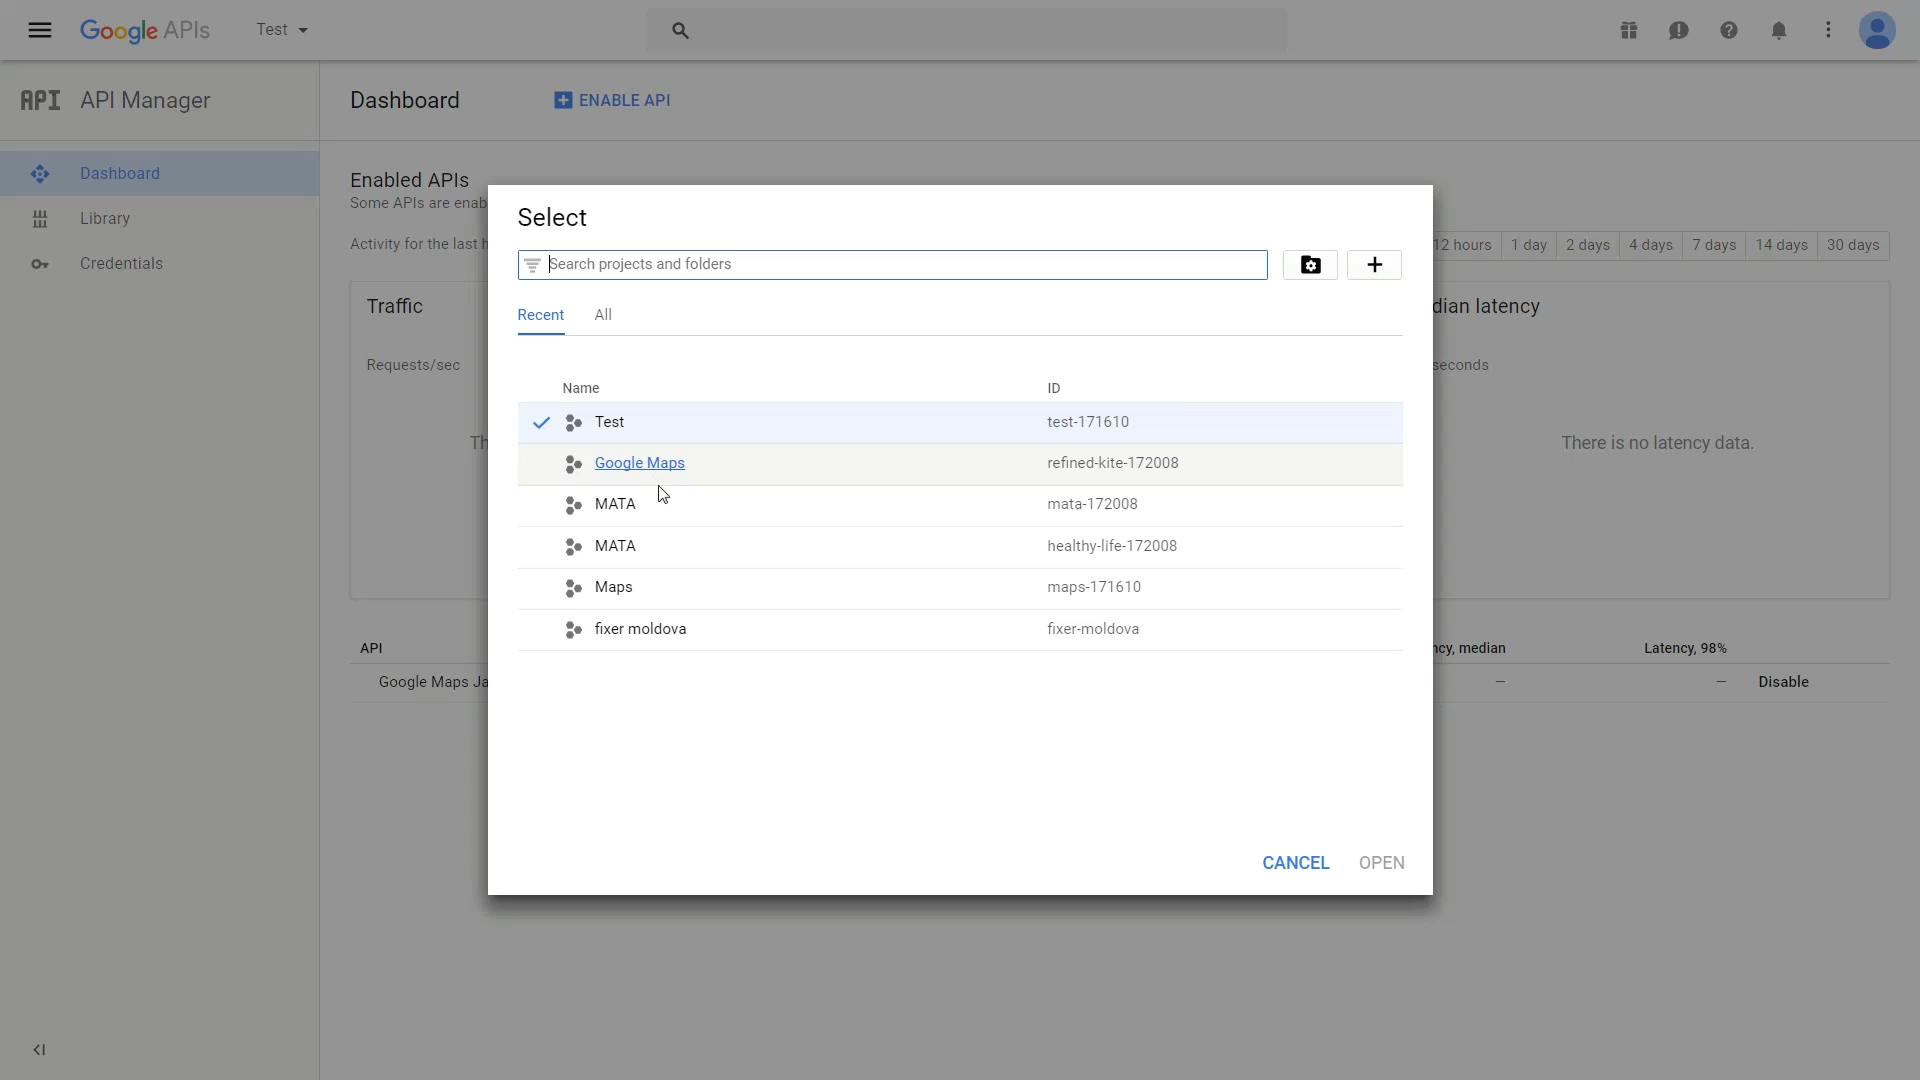 Google APIs
Test
API API Manager
Dashboard
ENABLE API
Dashboard
Library
Credentials
Enabled APIs
Some APIs are enab
Activity for the last h
12 hours
1 day
2 days
4 days
7 days
14 days
30 days
Traffic
Requests/sec
Th
dian latency
seconds
There is no latency data.
API
ncy, median
Latency, 98%
Google Maps Ja
–
–
Disable
Select
Search projects and folders
Recent
All
Name ID
Test test-171610
Google Maps refined-kite-172008
MATA mata-172008
MATA healthy-life-172008
Maps maps-171610
fixer moldova fixer-moldova
CANCEL
OPEN